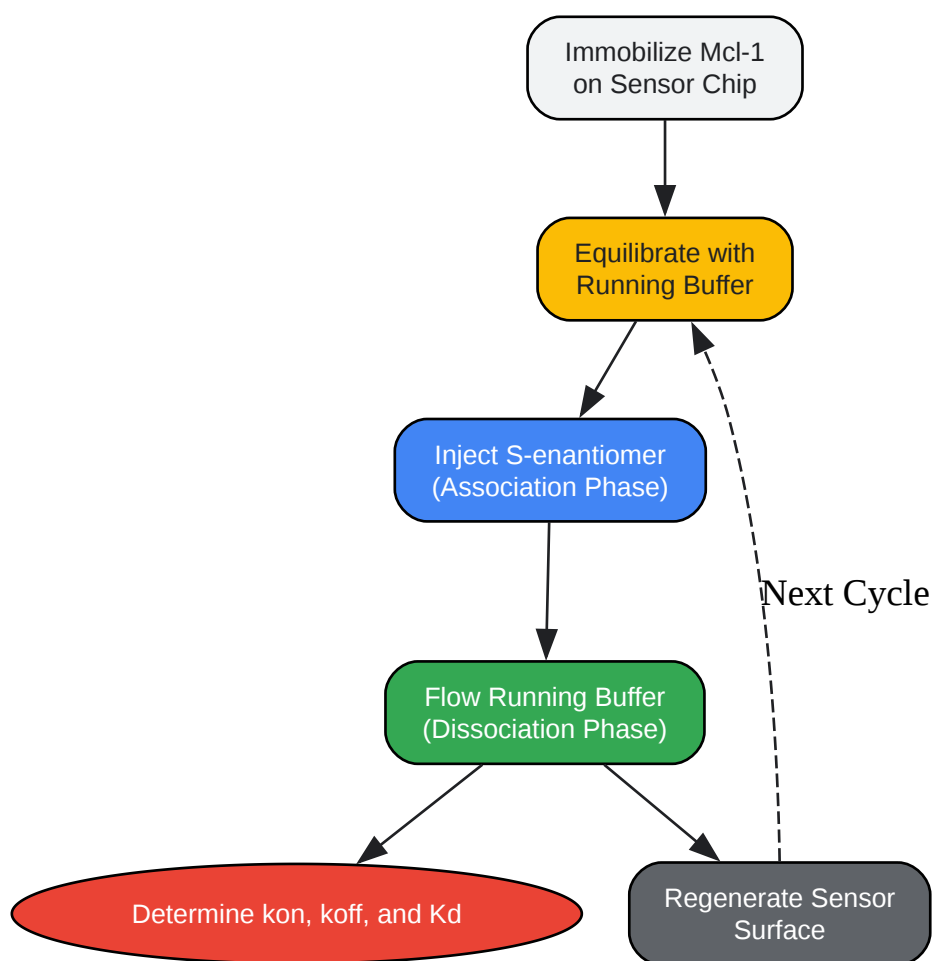 Immobilize Mcl-1
on Sensor Chip
Equilibrate with
Running Buffer
Inject S-enantiomer
(Association Phase)
Next Cycle
Flow Running Buffer
(Dissociation Phase)
Determine kon, koff, and Kd
Regenerate Sensor
Surface